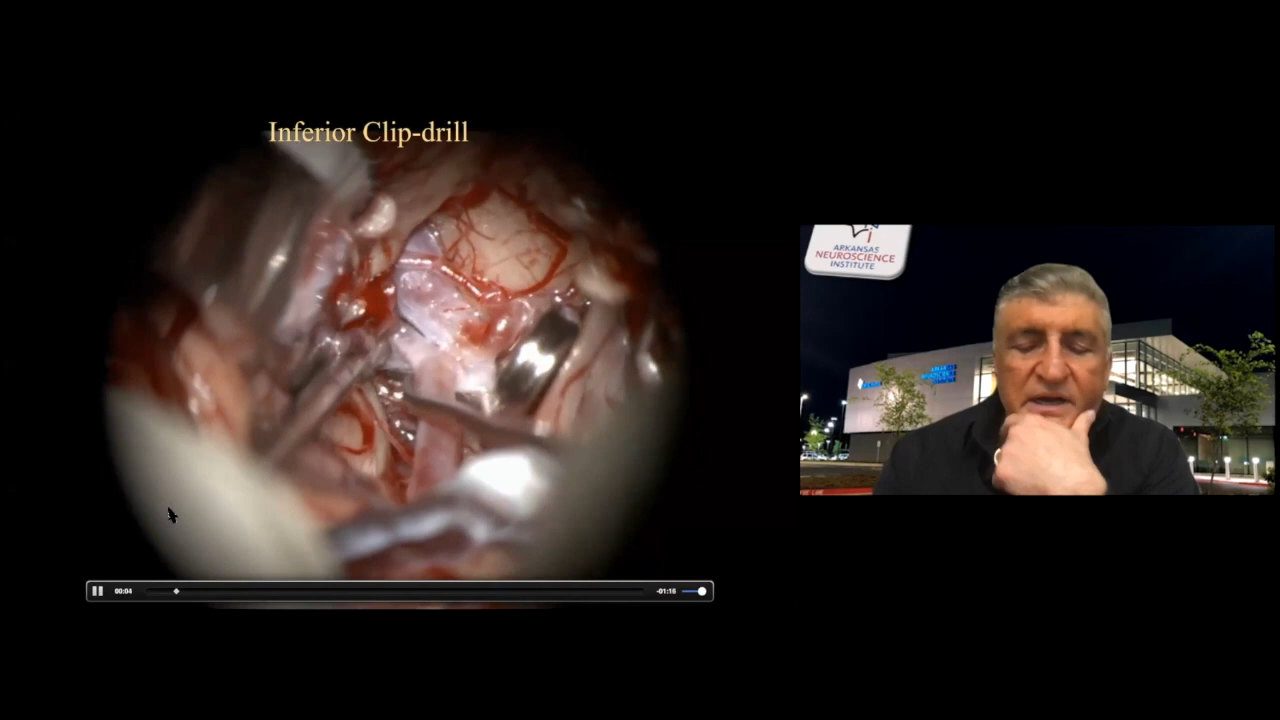 Inferior Clip-drill
ARKANSAS
NEUROSCIENCE
INSTITUTE
00:04
-01:16